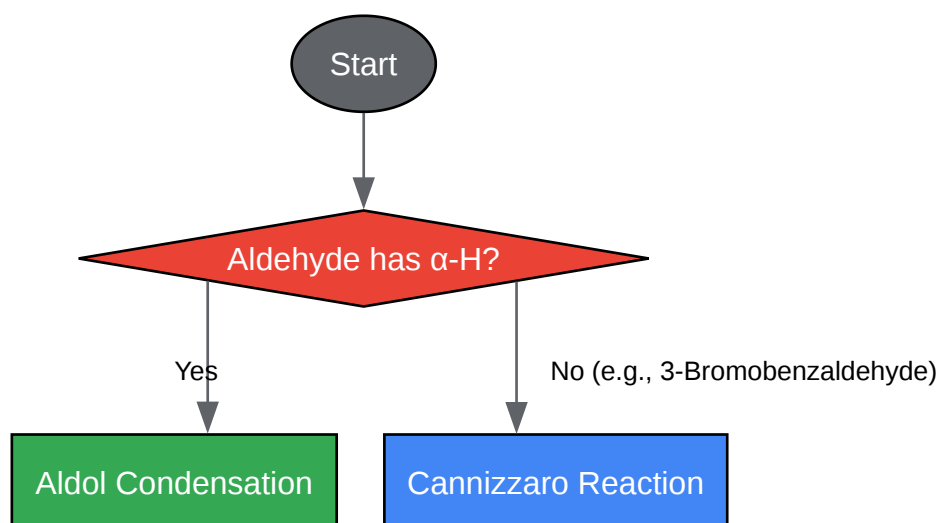 Start
Aldehyde has α-H?
Yes
No (e.g., 3-Bromobenzaldehyde)
Aldol Condensation
Cannizzaro Reaction